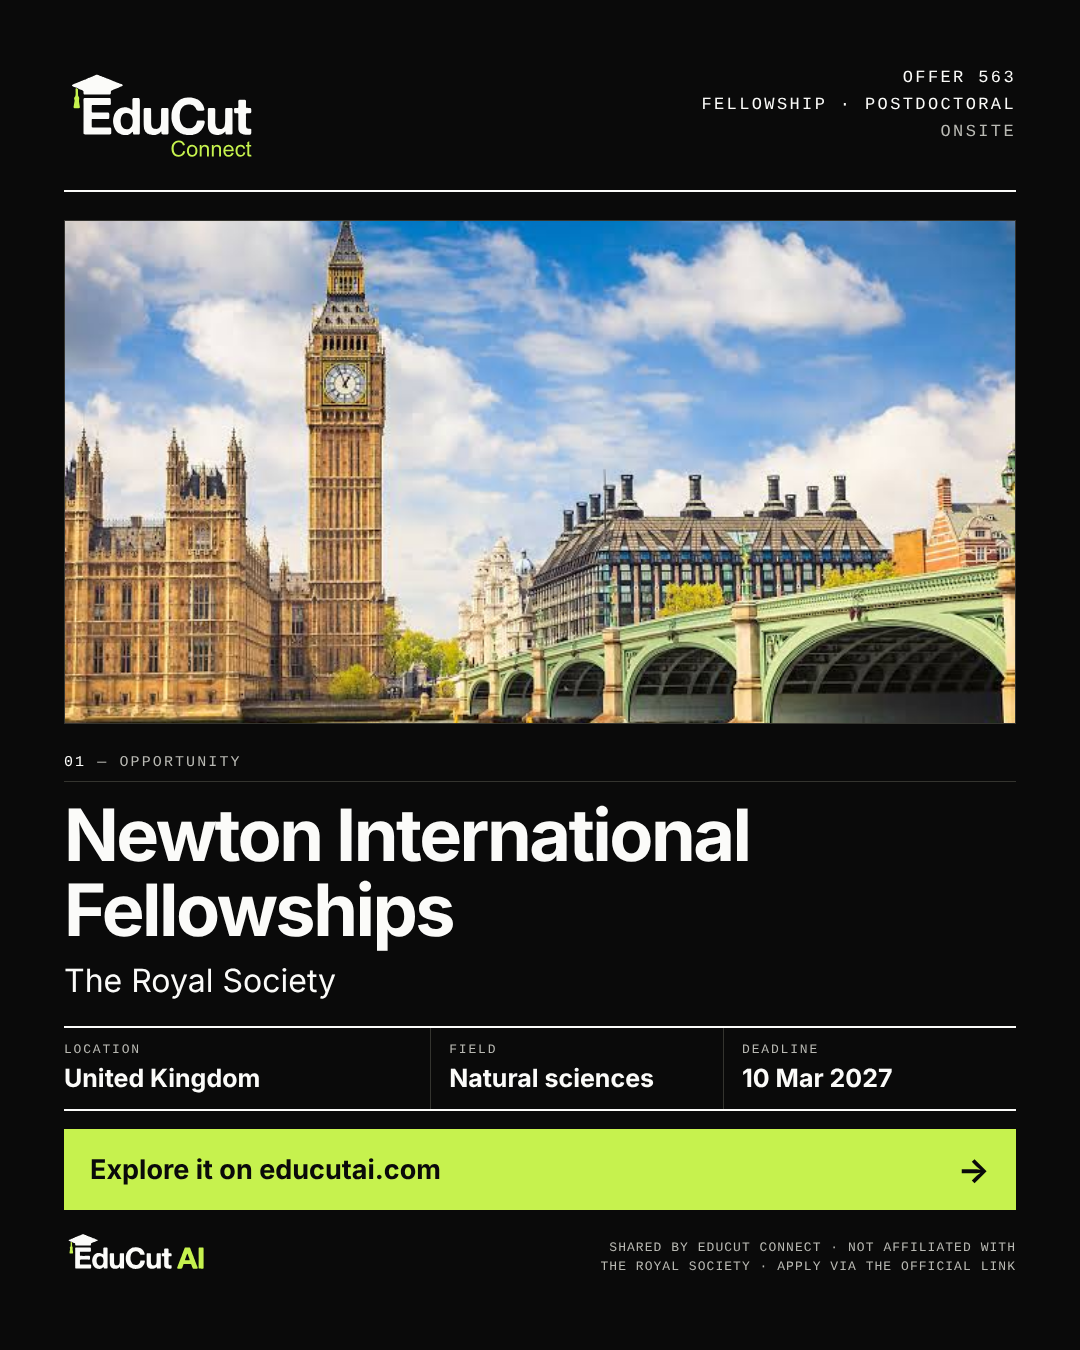 EduCut
Connect
OFFER 563
FELLOWSHIP · POSTDOCTORAL
ONSITE
01 — OPPORTUNITY
Newton International
Fellowships
The Royal Society
LOCATION
United Kingdom
FIELD
Natural sciences
DEADLINE
10 Mar 2027
Explore it on educutai.com →
EduCut AI
SHARED BY EDUCUT CONNECT · NOT AFFILIATED WITH
THE ROYAL SOCIETY · APPLY VIA THE OFFICIAL LINK